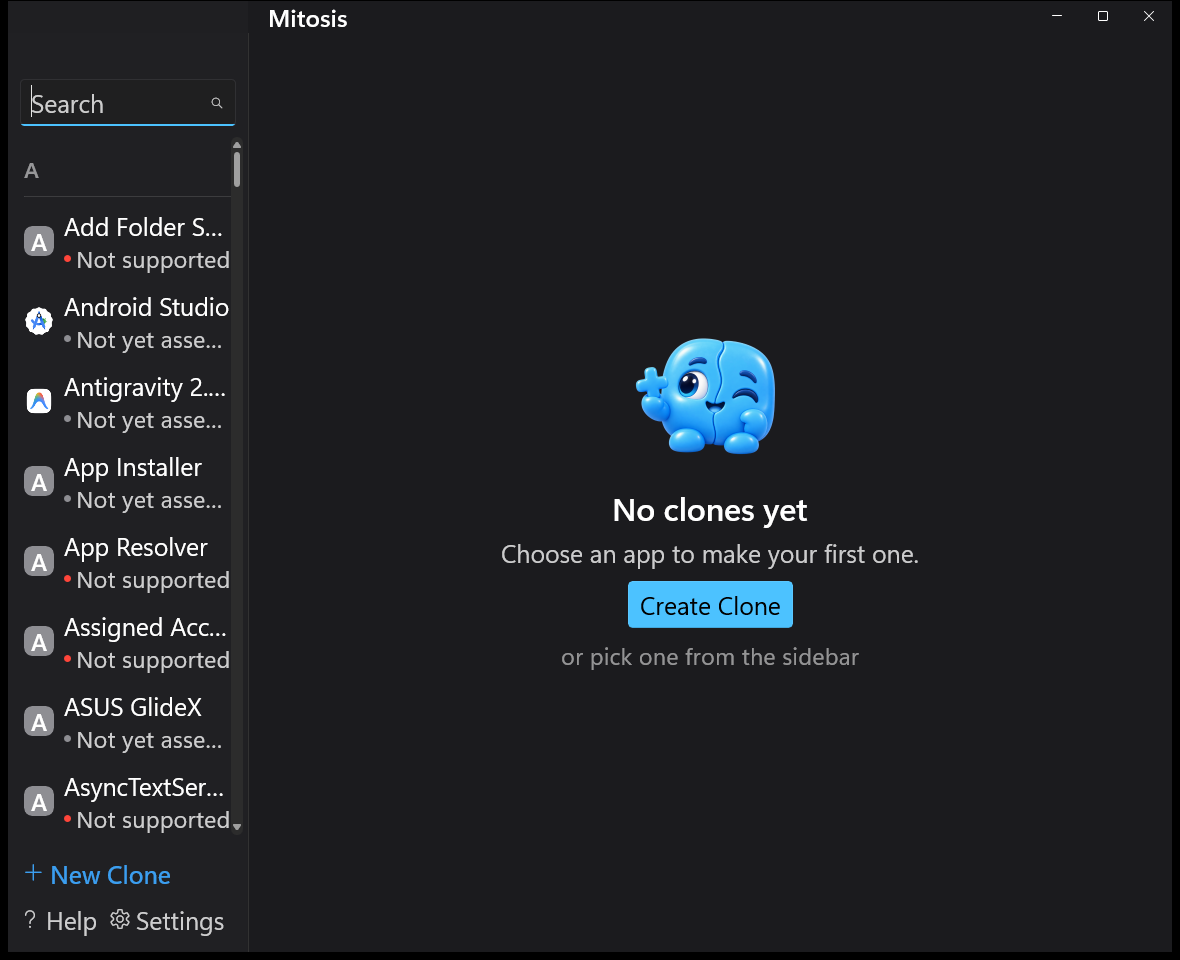 Mitosis
Search
A
A Add Folder S...
Not supported
Android Studio
Not yet asse...
Antigravity 2....
Not yet asse...
A App Installer
Not yet asse...
A App Resolver
Not supported
A Assigned Acc...
Not supported
A ASUS GlideX
Not yet asse...
A AsyncTextSer...
Not supported
+ New Clone
? Help Settings
No clones yet
Choose an app to make your first one.
Create Clone
or pick one from the sidebar